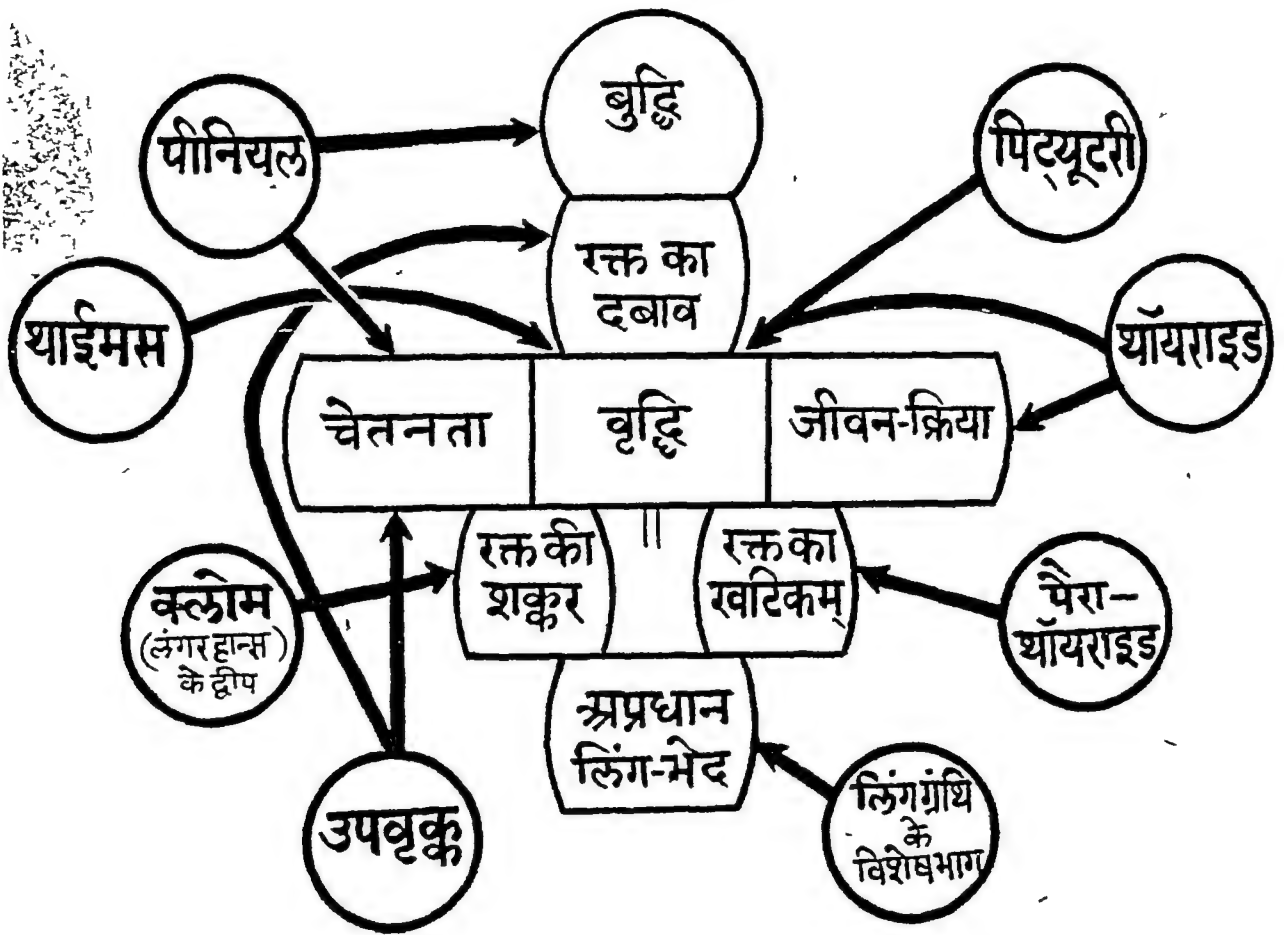 बुद्धि
पीनियल
पिट्यूटरी
रक्त का
दबाव
थाईमस
थॉयराइड
चेतनता
वृद्धि
जीवन-क्रिया
रक्त की
शक्कर
रक्त का
खटिकम्
क्लोम
(लंगरहान्स)
के द्वीप
पैरा-
थॉयराइड
अप्रधान
लिंग-भेद
उपवृक्क
लिंगग्रंथि
के
विशेषभाग